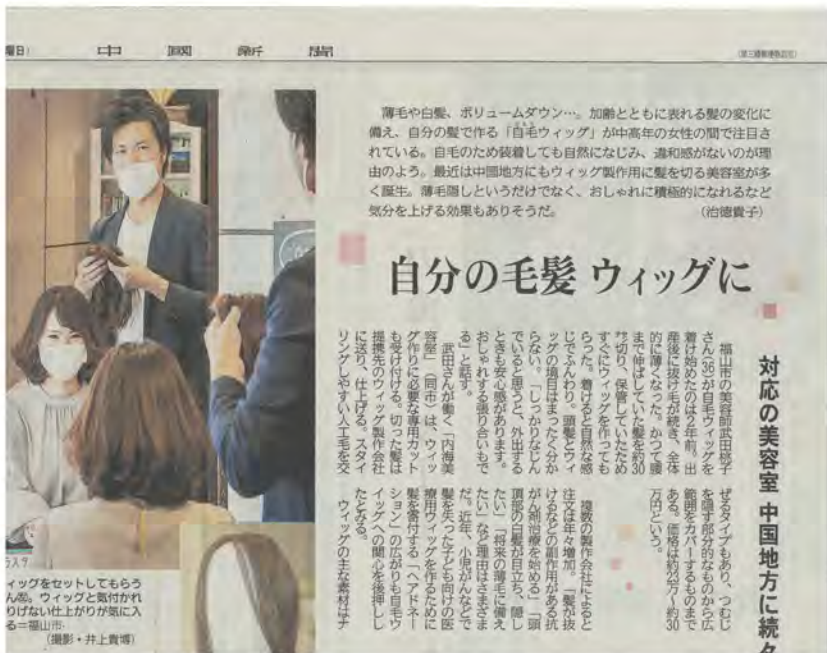 曜日)
中國新聞
(第三種郵便物認可)
薄毛や白髪、ボリュームダウン…。加齢とともに表れる髪の変化に
備え、自分の髪で作る「自毛ウィッグ」が中高年の女性の間で注目さ
れている。自毛のため装着しても自然になじみ、違和感がないのが理
由のよう。最近は中国地方にもウィッグ製作用に髪を切る美容室が多
く誕生。薄毛隠しというだけでなく、おしゃれに積極的になれるなど
気分を上げる効果もありそうだ。
(治徳貴子)
自分の毛髪 ウィッグに
対応の美容室 中国地方に続々
福山市の美容師武田桃子
さん(36)が自毛ウィッグを
着け始めたのは2年前。出
産後に抜け毛が続き、全体
的に薄くなった。かつて腰
まで伸ばしていた髪を約30
㌢切り、保管していたため
すぐにウィッグを作っても
らった。着けると自然な感
じでふんわり。頭髪とウィ
ッグの境目はまったく分か
らない。「しっかりなじん
でいると思うと、外出する
ときも安心感があります。
おしゃれする張り合いもで
る」と話す。
武田さんが働く「内海美
容室」(同市)は、ウィッ
グ作りに必要な専用カット
も受け付ける。切った髪は
提携先のウィッグ製作会社
に送り、仕上げる。スタイ
リングしやすい人工毛を交
ぜるタイプもあり、つむじ
を隠す部分的なものから広
範囲をカバーするものまで
ある。価格は約23万〜約30
万円という。
複数の製作会社によると
注文は年々増加。「髪が抜
けるなどの副作用がある抗
がん剤治療を始める」「頭
頂部の白髪が目立ち、隠し
たい」「将来の薄毛に備え
たい」など理由はさまざま
だ。近年、小児がんなどで
髪を失った子ども向けの医
療用ウィッグを作るために
髪を寄付する「ヘアドネー
ション」の広がりも自毛ウ
ィッグへの関心を後押しし
たとみる。
ウィッグの主な素材はナ
ィッグをセットしてもらう
ん㊨。ウィッグと気付かれ
りげない仕上がりが気に入
る=福山市
(撮影・井上貴博)